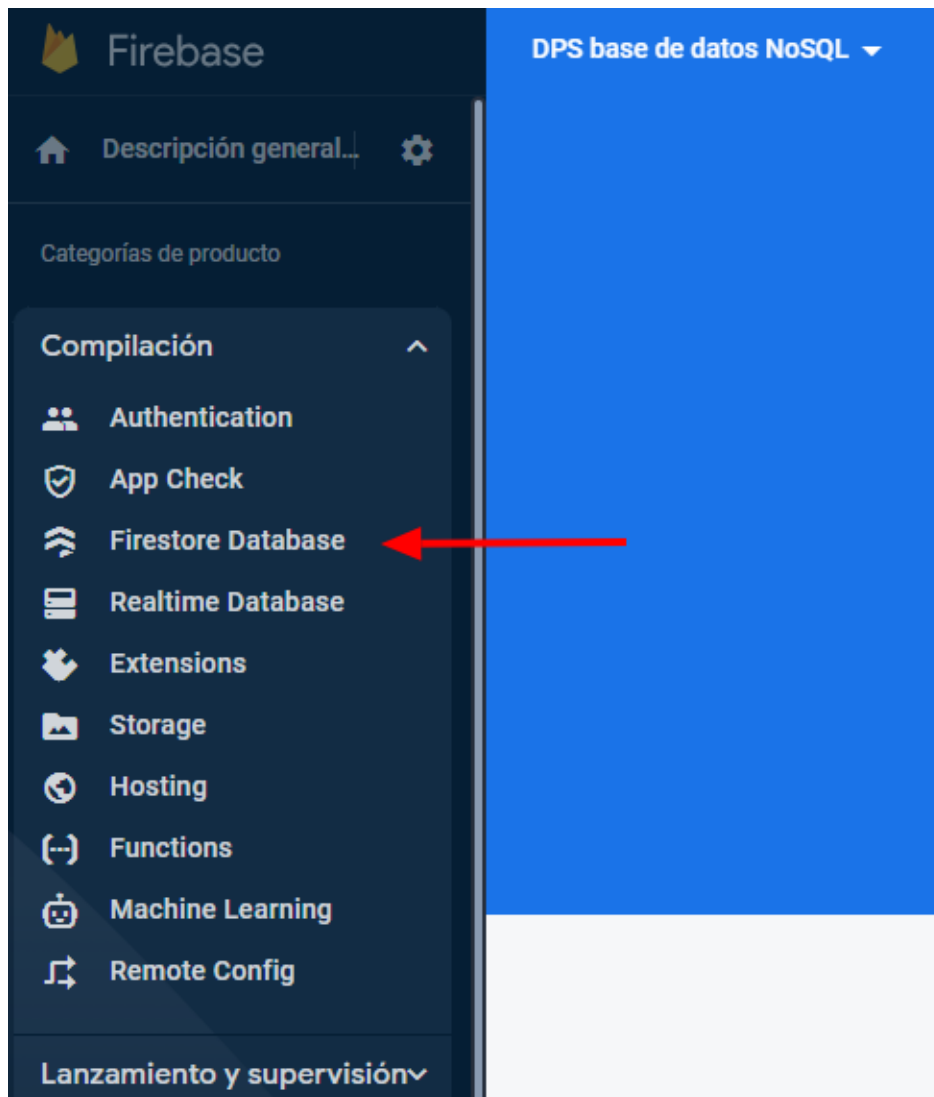 Firebase
DPS base de datos NoSQL
Descripción general...
Categorías de producto
Compilación
Authentication
App Check
Firestore Database
Realtime Database
Extensions
Storage
Hosting
Functions
Machine Learning
Remote Config
Lanzamiento y supervisión